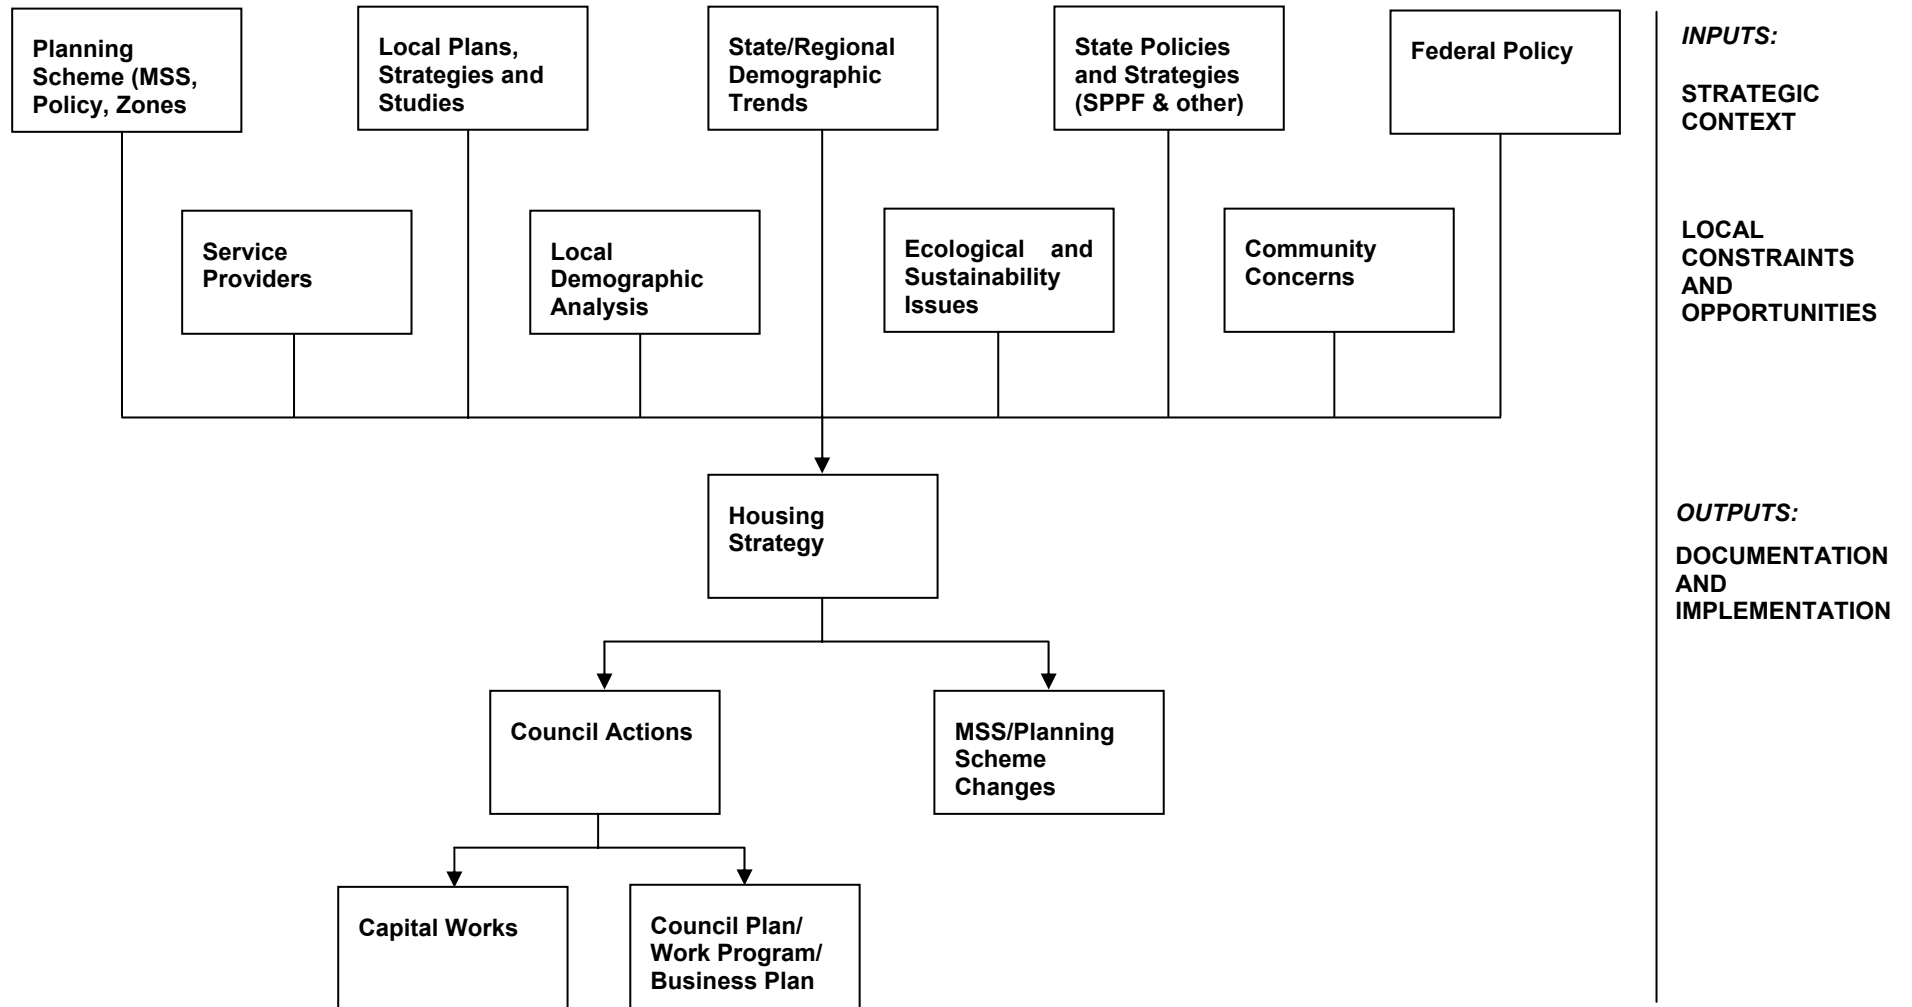 Planning
Scheme (MSS,
Policy, Zones
Local Plans,
Strategies and
Studies
State/Regional
Demographic
Trends
State Policies
and Strategies
(SPPF & other)
Federal Policy
INPUTS:
STRATEGIC
CONTEXT
Service
Providers
Local
Demographic
Analysis
Ecological and
Sustainability
Issues
Community
Concerns
LOCAL
CONSTRAINTS
AND
OPPORTUNITIES
Housing
Strategy
OUTPUTS:
DOCUMENTATION
AND
IMPLEMENTATION
Council Actions
MSS/Planning
Scheme
Changes
Capital Works
Council Plan/
Work Program/
Business Plan